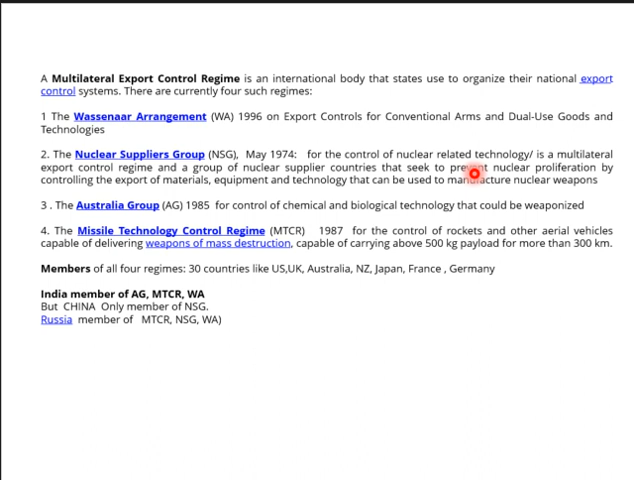 A Multilateral Export Control Regime is an international body that states use to organize their national export
control systems. There are currently four such regimes:
1 The Wassenaar Arrangement (WA) 1996 on Export Controls for Conventional Arms and Dual-Use Goods and
Technologies
2. The Nuclear Suppliers Group (NSG), May 1974: for the control of nuclear related technology/ is a multilateral
export control regime and a group of nuclear supplier countries that seek to prevent nuclear proliferation by
controlling the export of materials, equipment and technology that can be used to manufacture nuclear weapons
3 . The Australia Group (AG) 1985 for control of chemical and biological technology that could be weaponized
4. The Missile Technology Control Regime (MTCR) 1987 for the control of rockets and other aerial vehicles
capable of delivering weapons of mass destruction, capable of carrying above 500 kg payload for more than 300 km.
Members of all four regimes: 30 countries like US,UK, Australia, NZ, Japan, France , Germany
India member of AG, MTCR, WA
But CHINA Only member of NSG.
Russia member of MTCR, NSG, WA)